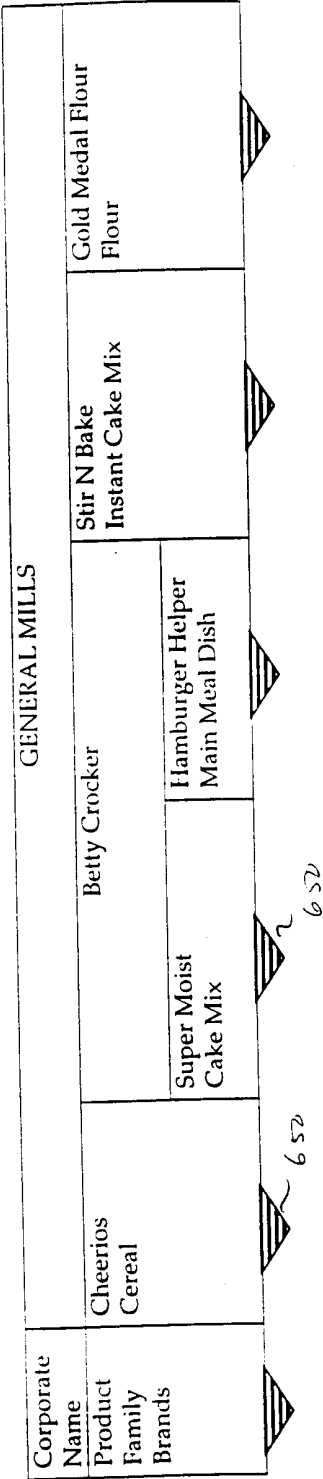 Corporate
Name
GENERAL MILLS
Product
Family
Brands
Cheerios
Cereal
Betty Crocker
Super Moist
Cake Mix
Hamburger Helper
Main Meal Dish
Stir N Bake
Instant Cake Mix
Gold Medal Flour
Flour
652
652